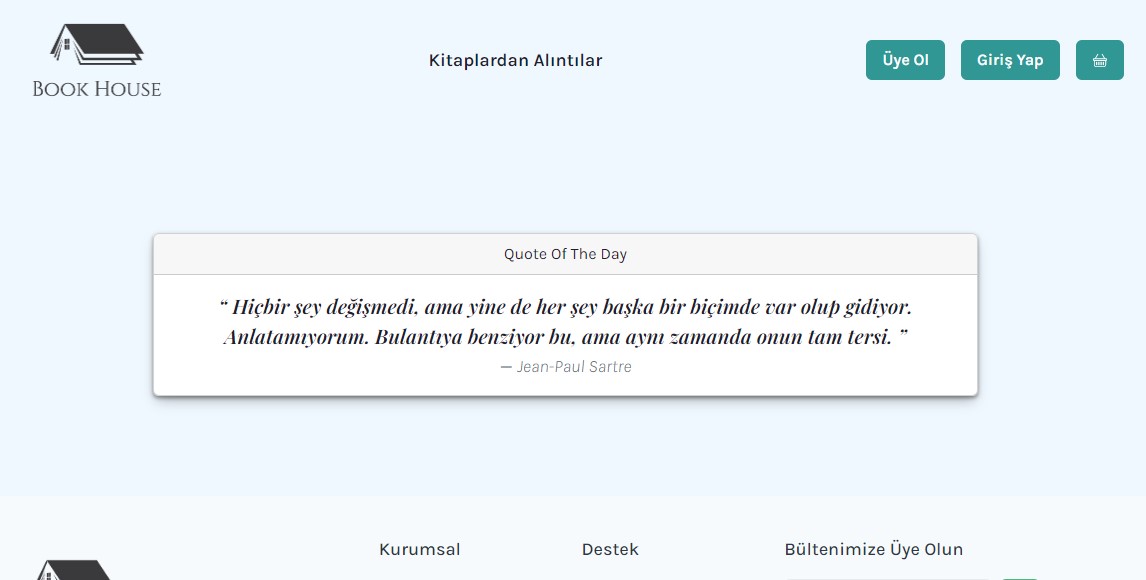 BOOK HOUSE
Kitaplardan Alıntılar
Üye Ol
Giriş Yap
Quote Of The Day
“ Hiçbir şey değişmedi, ama yine de her şey başka bir biçimde var olup gidiyor.
Anlatamıyorum. Bulantıya benziyor bu, ama aynı zamanda onun tam tersi. ”
— Jean-Paul Sartre
Kurumsal
Destek
Bültenimize Üye Olun